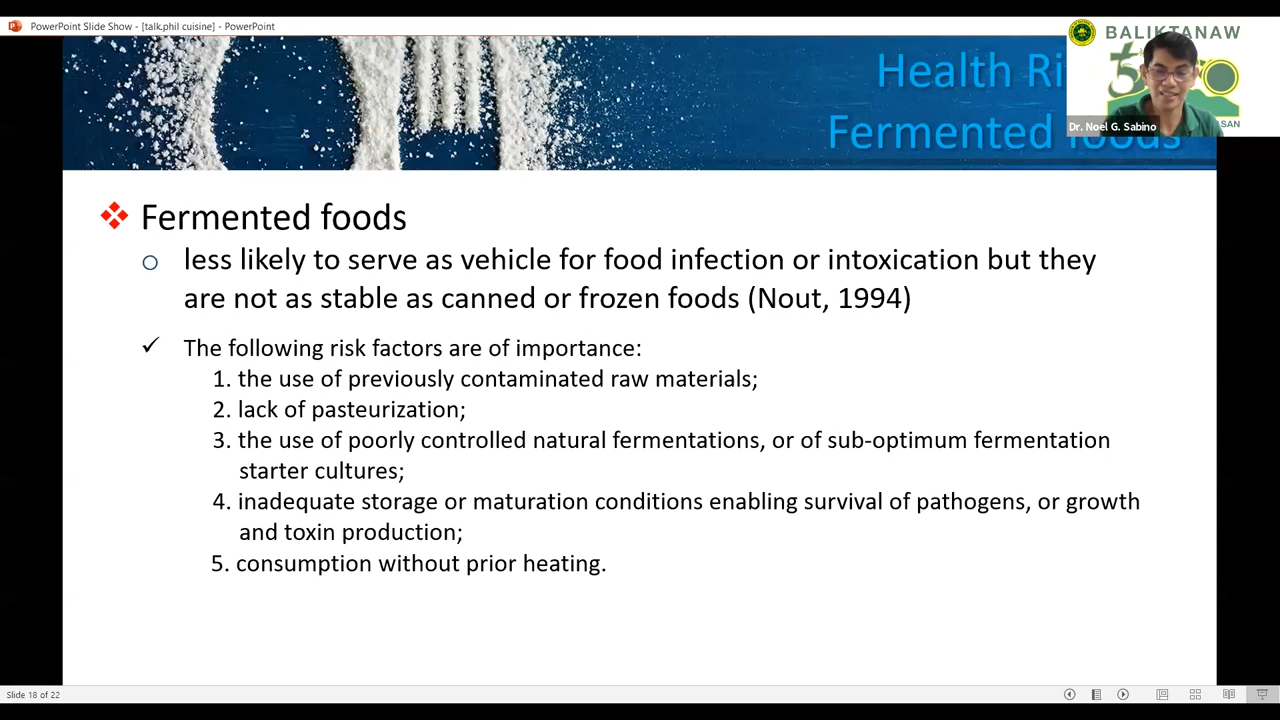 PowerPoint Slide Show - [talk.phil cuisine] - PowerPoint
BALIKTANAW
Health Ri
Fermented foods
Dr. Noel G. Sabino
❖ Fermented foods
o less likely to serve as vehicle for food infection or intoxication but they
are not as stable as canned or frozen foods (Nout, 1994)
✓ The following risk factors are of importance:
1. the use of previously contaminated raw materials;
2. lack of pasteurization;
3. the use of poorly controlled natural fermentations, or of sub-optimum fermentation
starter cultures;
4. inadequate storage or maturation conditions enabling survival of pathogens, or growth
and toxin production;
5. consumption without prior heating.
Slide 18 of 22